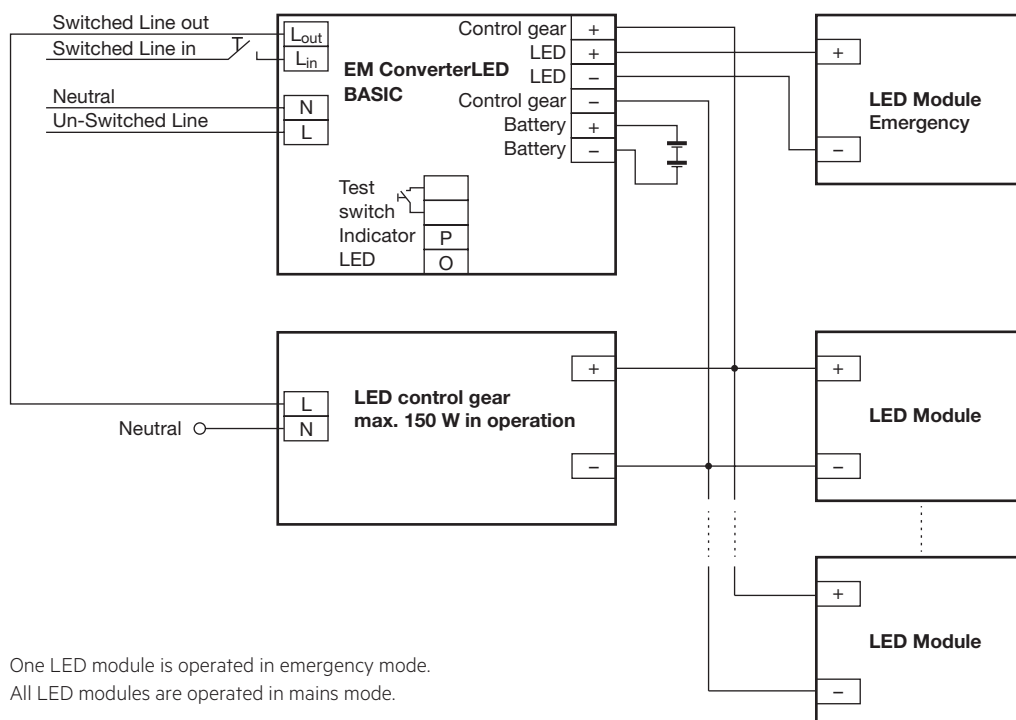 Switched Line out
Switched Line in
Neutral
Un-Switched Line
Lout
Lin
N
L
EM ConverterLED
BASIC
Control gear +
LED +
LED –
Control gear –
Battery +
Battery –
Test
switch
Indicator P
LED O
+
–
LED Module
Emergency
L
N
Neutral
LED control gear
max. 150 W in operation
+
–
+
–
LED Module
+
–
LED Module
One LED module is operated in emergency mode.
All LED modules are operated in mains mode.